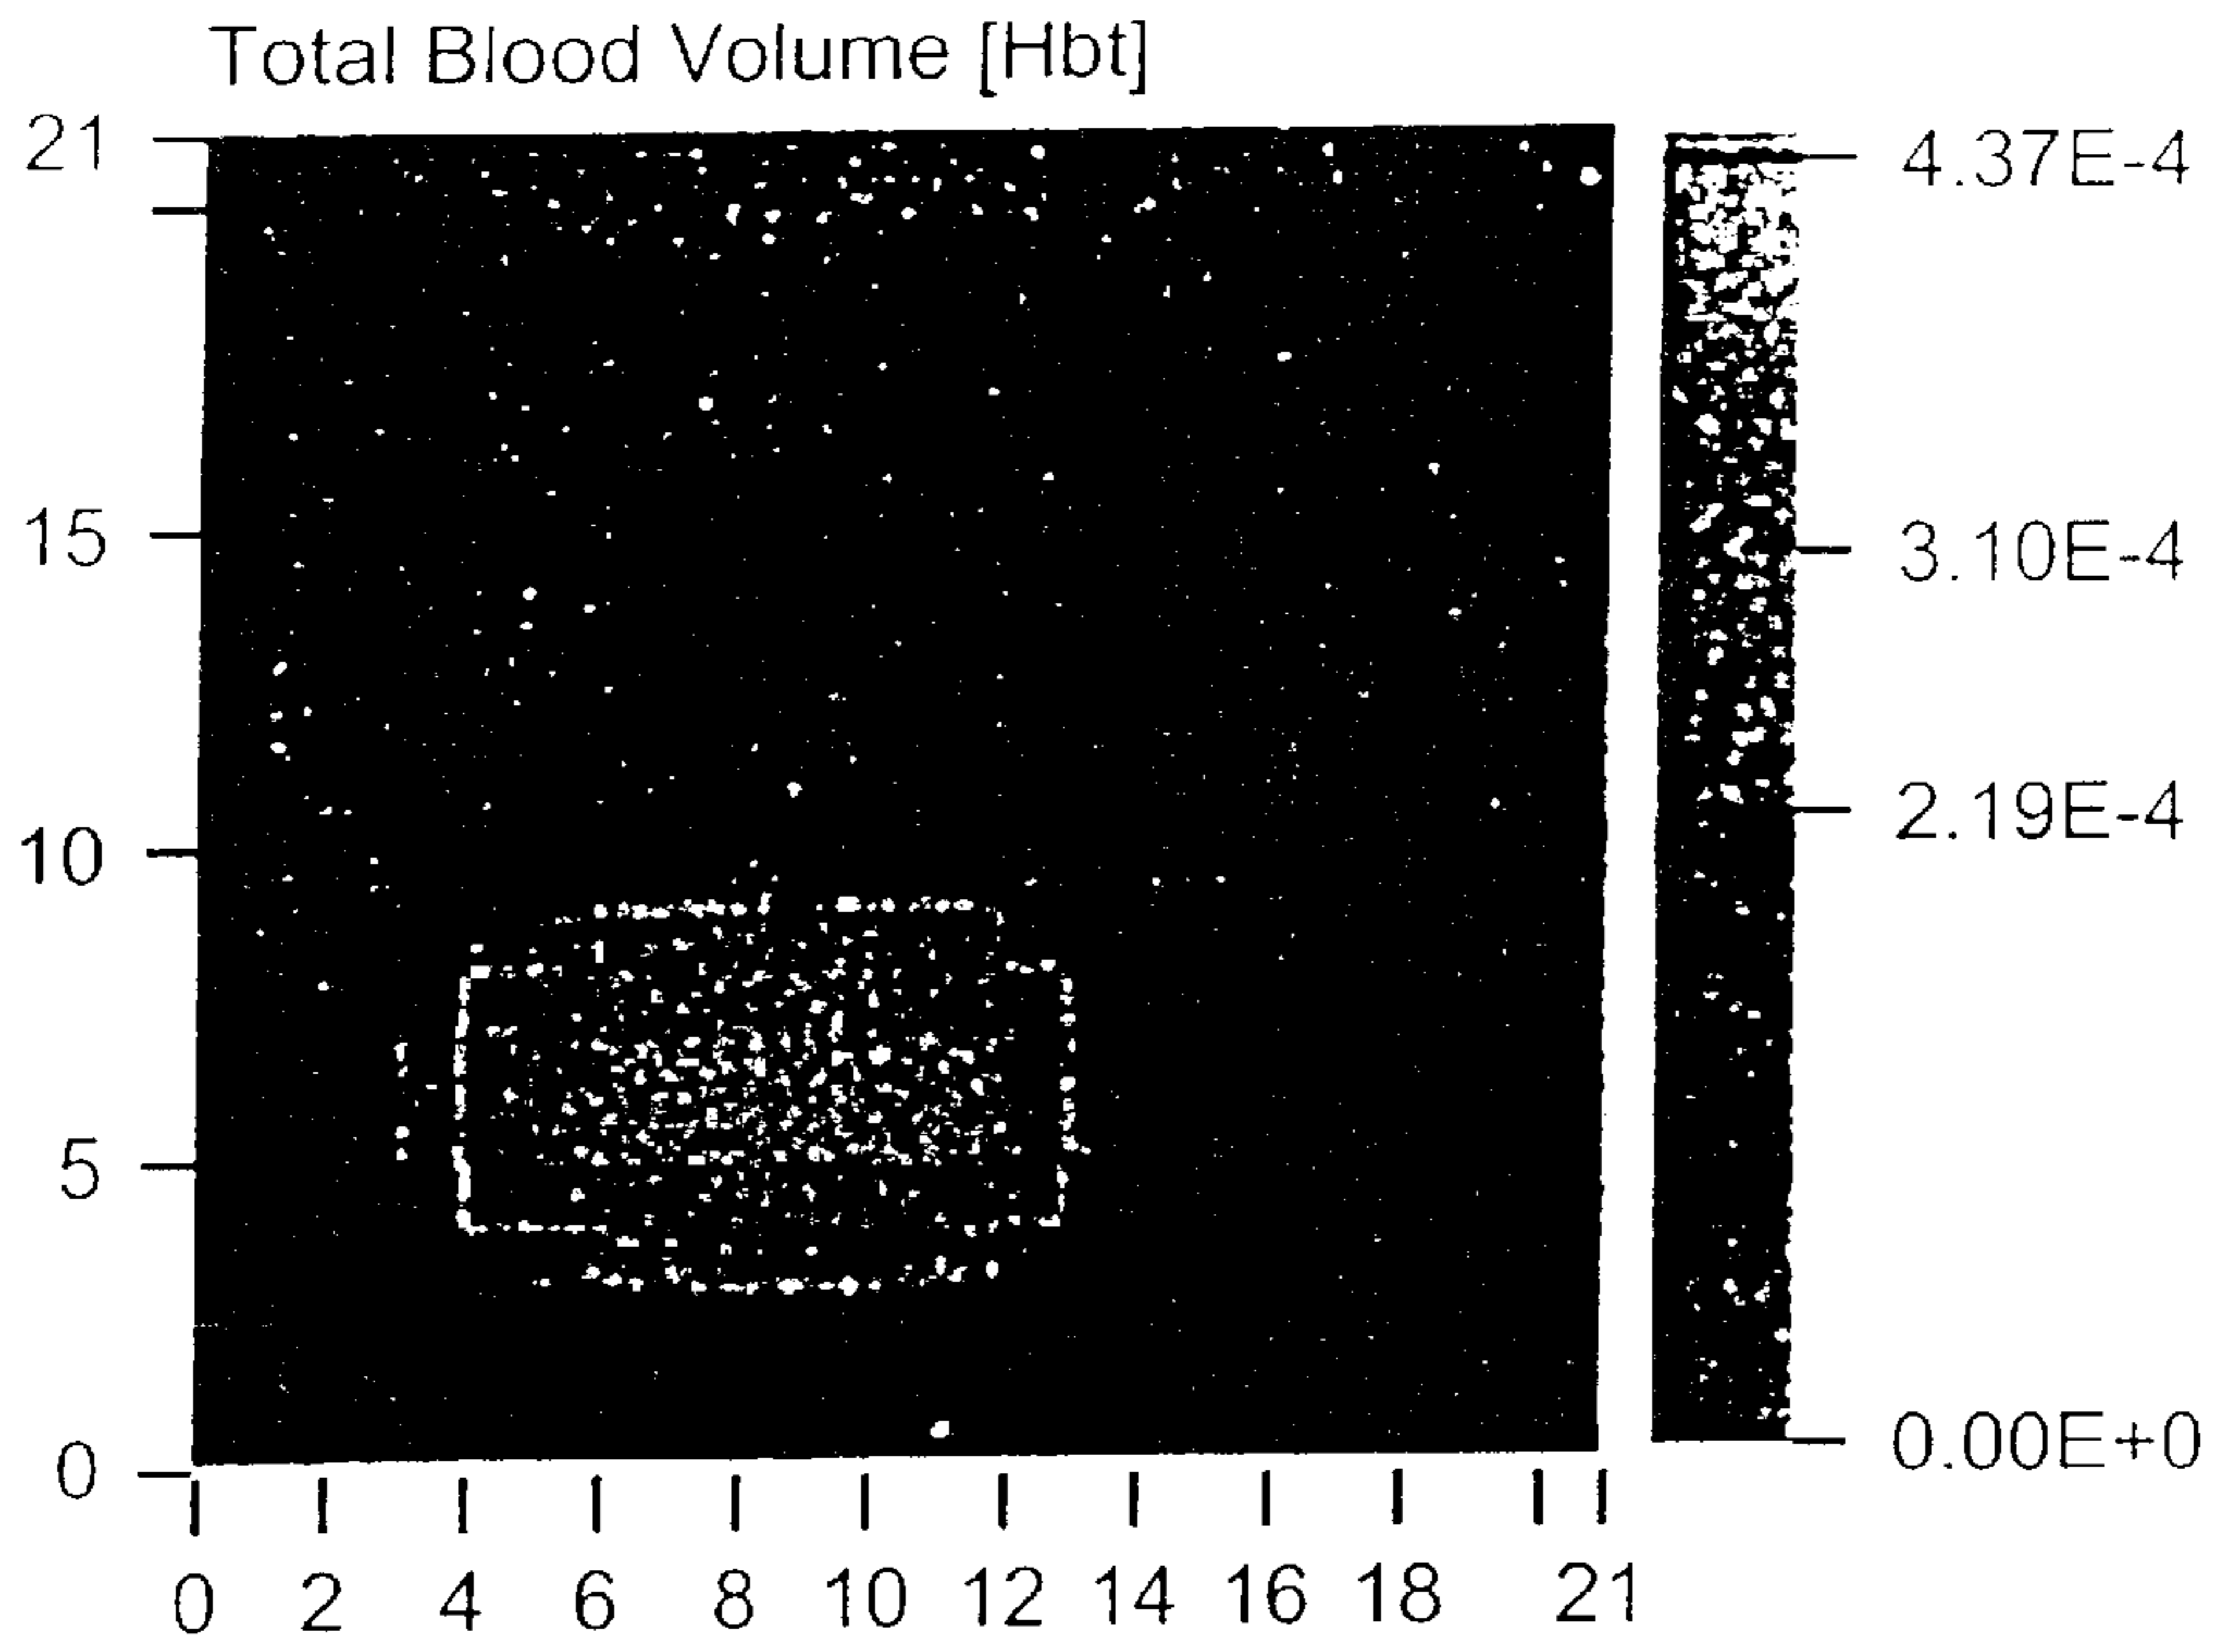 Total Blood Volume [Hbt]
21
15
10
5
0
0 2 4 6 8 10 12 14 16 18 21
4.37E-4
3.10E-4
2.19E-4
0.00E+0